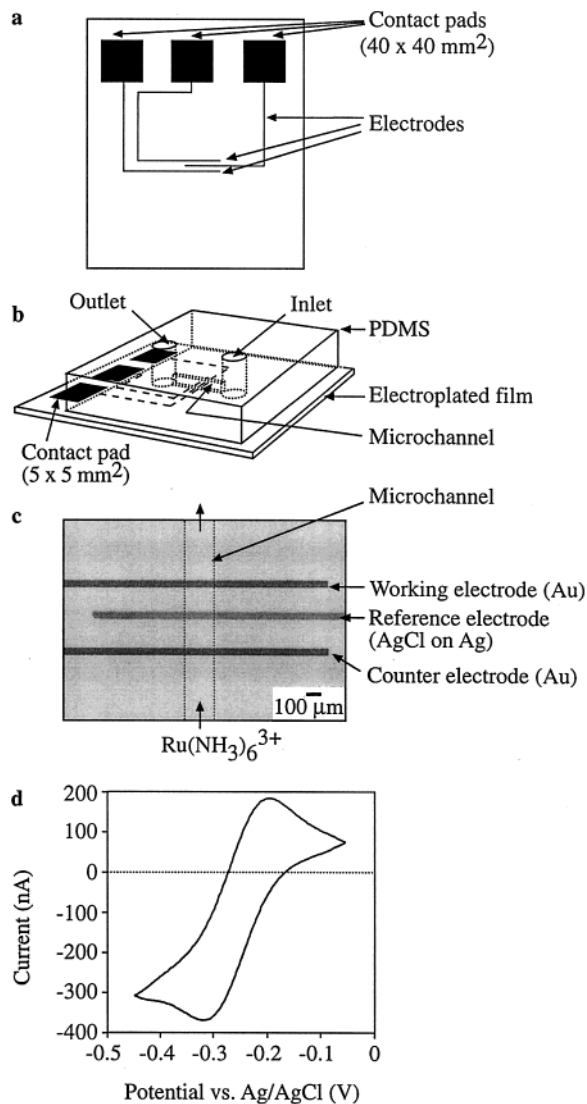 a
Contact pads
(40 x 40 mm²)
Electrodes
b
Outlet
Inlet
PDMS
Electroplated film
Microchannel
Contact pad
(5 x 5 mm²)
c
Microchannel
Working electrode (Au)
Reference electrode
(AgCl on Ag)
Counter electrode (Au)
100 μm
Ru(NH₃)₆³⁺
d
200
100
0
-100
-200
-300
-400
Current (nA)
-0.5
-0.4
-0.3
-0.2
-0.1
0
Potential vs. Ag/AgCl (V)